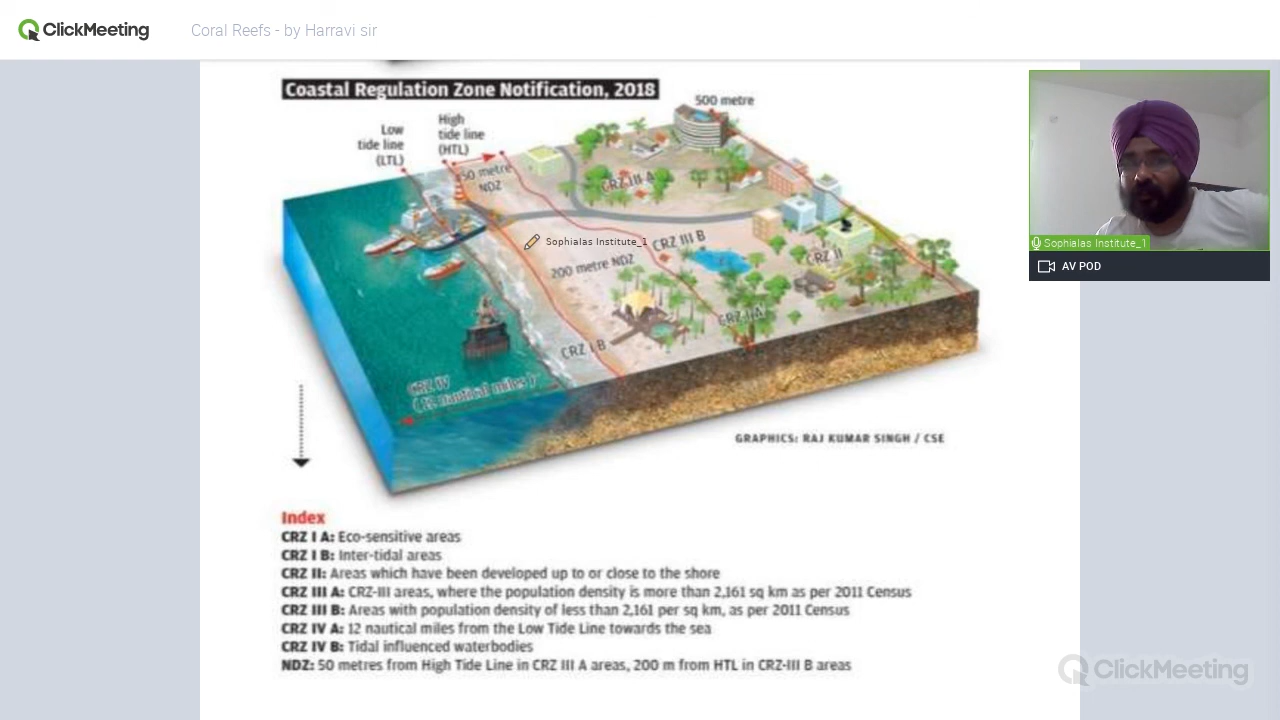 ClickMeeting
Coral Reefs - by Harravi sir
Coastal Regulation Zone Notification, 2018
500 metre
High
tide line
(HTL)
Low
tide line
(LTL)
50 metre
NDZ
CRZ III A
Sophialas Institute_1
CRZ III B
200 metre NDZ
CRZ II
CRZ I A
CRZ I B
CRZ IV
(12 nautical miles)
GRAPHICS: RAJ KUMAR SINGH / CSE
Sophialas Institute_1
AV POD
Index
CRZ I A: Eco-sensitive areas
CRZ I B: Inter-tidal areas
CRZ II: Areas which have been developed up to or close to the shore
CRZ III A: CRZ-III areas, where the population density is more than 2,161 sq km as per 2011 Census
CRZ III B: Areas with population density of less than 2,161 per sq km, as per 2011 Census
CRZ IV A: 12 nautical miles from the Low Tide Line towards the sea
CRZ IV B: Tidal influenced waterbodies
NDZ: 50 metres from High Tide Line in CRZ III A areas, 200 m from HTL in CRZ-III B areas
ClickMeeting